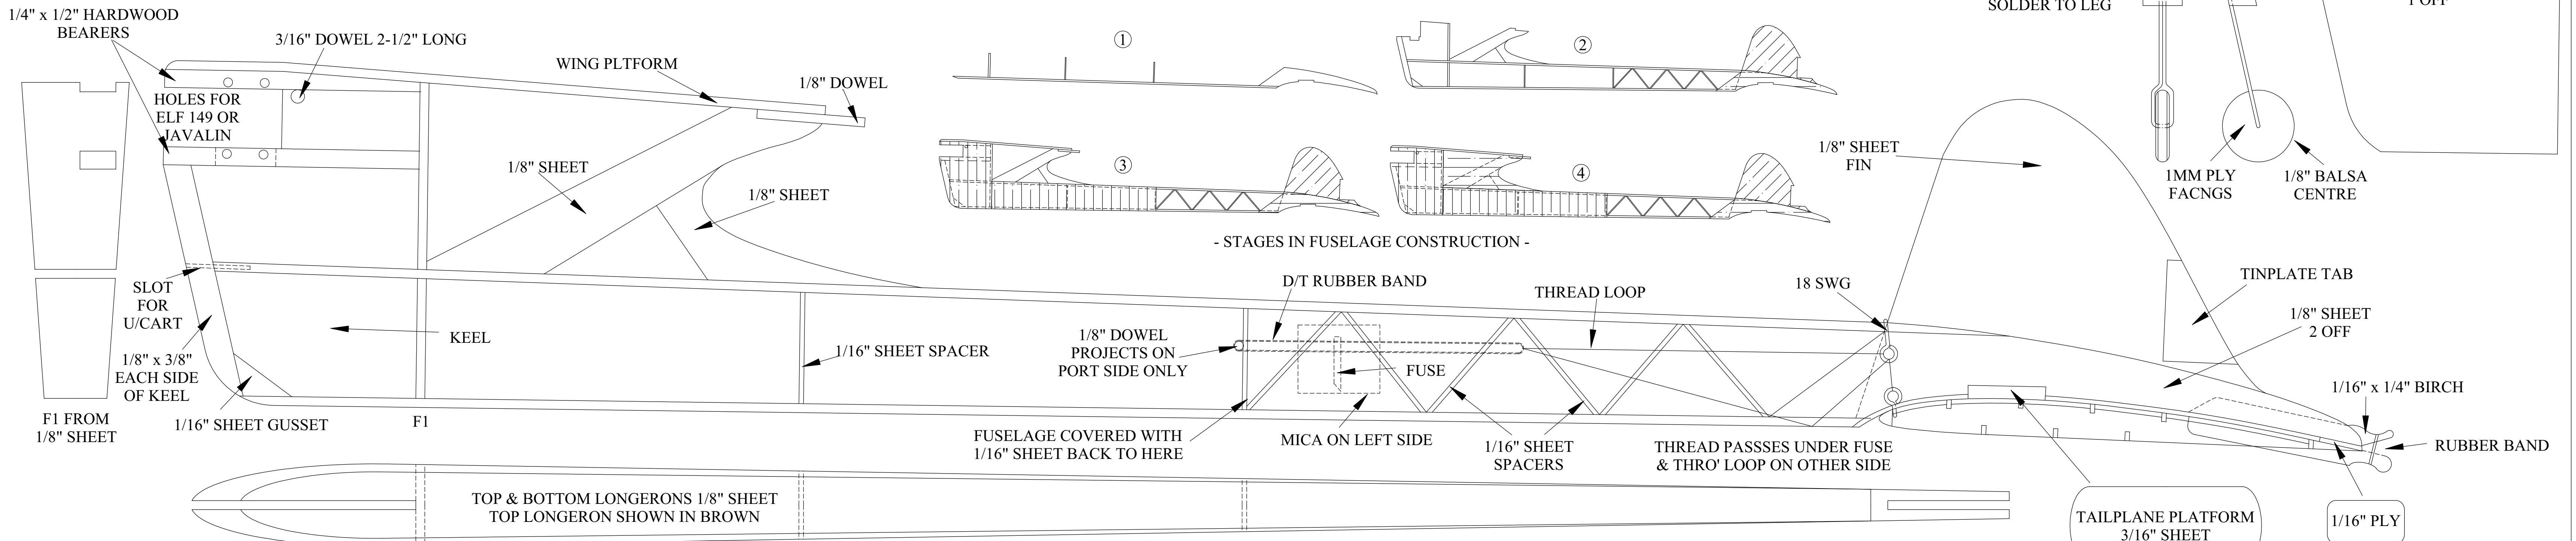 1/4" x 1/2" HARDWOOD
BEARERS
3/16" DOWEL 2-1/2" LONG
WING PLTFORM
1/8" DOWEL
HOLES FOR
ELF 149 OR
JAVALIN
1/8" SHEET
1/8" SHEET
SLOT
FOR
U/CART
KEEL
1/8" x 3/8"
EACH SIDE
OF KEEL
1/16" SHEET GUSSET
F1 FROM
1/8" SHEET
F1
1/16" SHEET SPACER
1
2
3
4
- STAGES IN FUSELAGE CONSTRUCTION -
D/T RUBBER BAND
THREAD LOOP
18 SWG
1/8" DOWEL
PROJECTS ON
PORT SIDE ONLY
FUSE
FUSELAGE COVERED WITH
1/16" SHEET BACK TO HERE
MICA ON LEFT SIDE
1/16" SHEET
SPACERS
THREAD PASSSES UNDER FUSE
& THRO' LOOP ON OTHER SIDE
SOLDER TO LEG
1 OFF
1/8" SHEET
FIN
1MM PLY
FACNGS
1/8" BALSA
CENTRE
TINPLATE TAB
1/8" SHEET
2 OFF
1/16" x 1/4" BIRCH
RUBBER BAND
TOP & BOTTOM LONGERONS 1/8" SHEET
TOP LONGERON SHOWN IN BROWN
TAILPLANE PLATFORM
3/16" SHEET
1/16" PLY